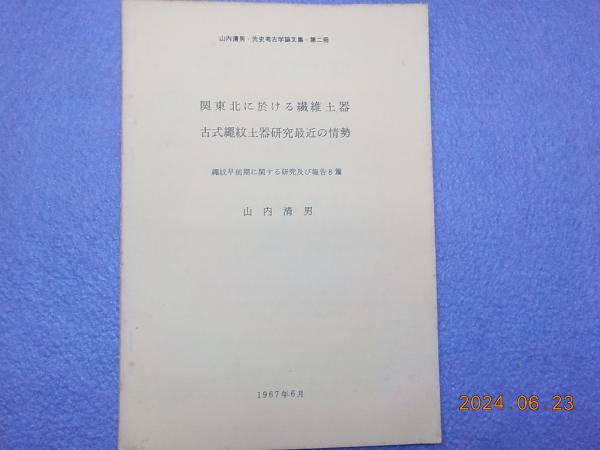 山内清男・先史考古学論文集・第二冊
関東北に於ける繊維土器
古式縄紋土器研究最近の情勢
縄紋早前期に関する研究及び報告8篇
山内清男
1967年6月
2024.06.23